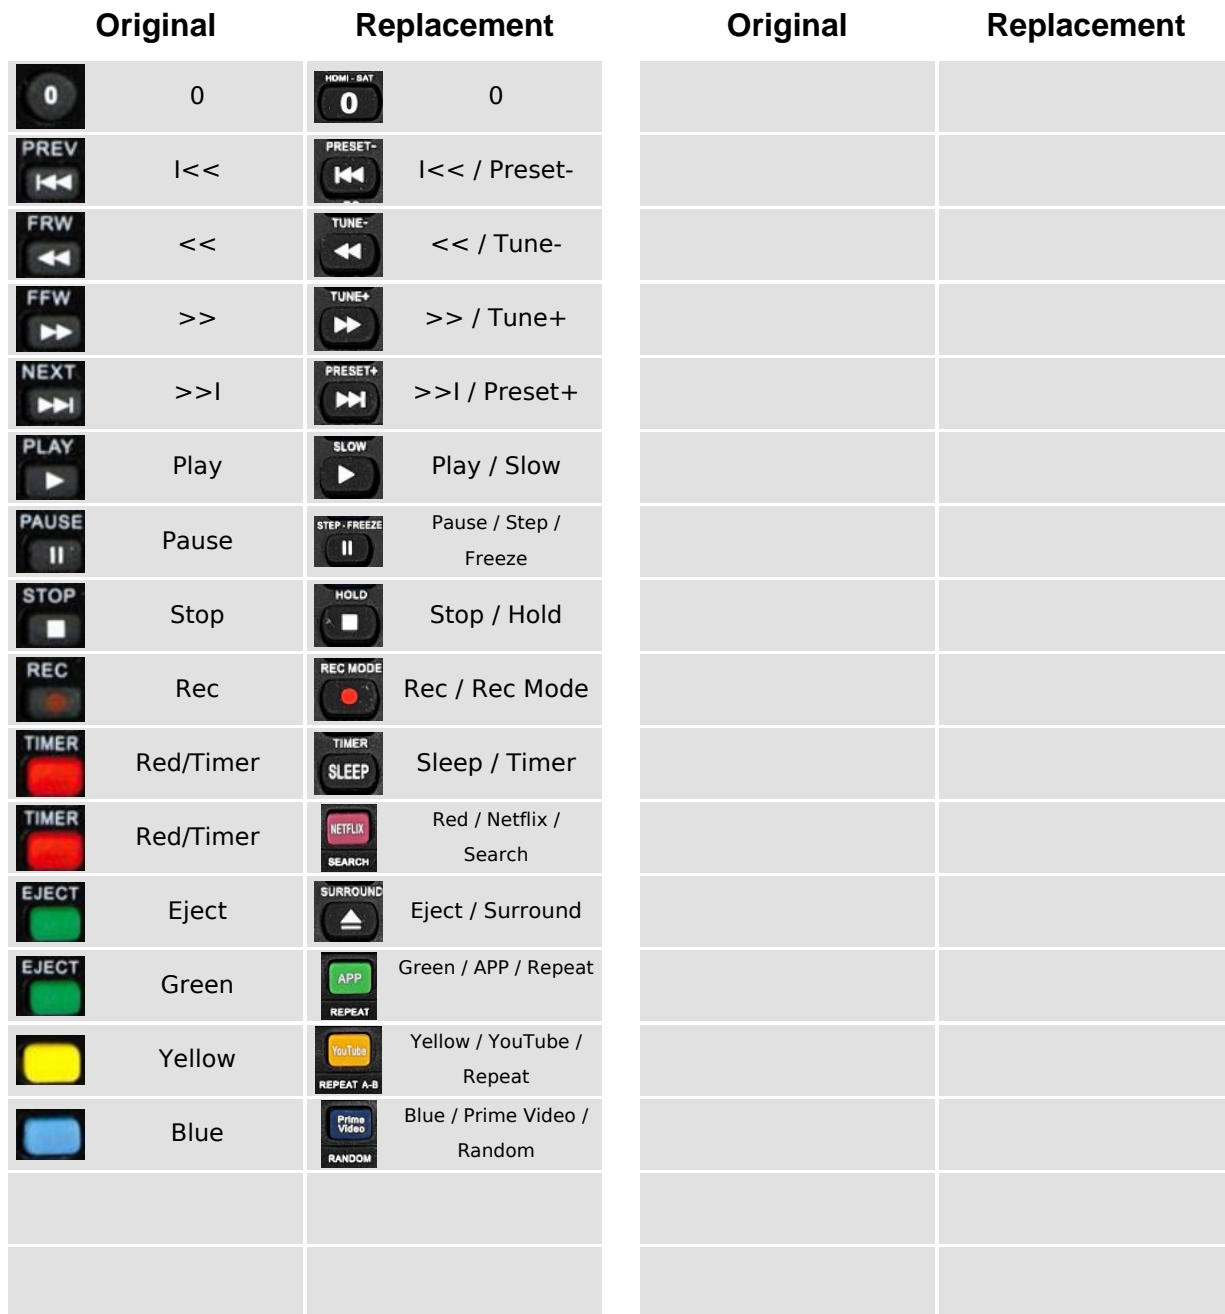 Original Replacement Original Replacement
0 0 HDMI - SAT 0 0
PREV I<< PRESET- I<< / Preset-
FRW << TUNE- << / Tune-
FFW >> TUNE+ >> / Tune+
NEXT >>I PRESET+ >>I / Preset+
PLAY Play SLOW Play / Slow
PAUSE Pause STEP - FREEZE Pause / Step /
Freeze
STOP Stop HOLD Stop / Hold
REC Rec REC MODE Rec / Rec Mode
TIMER Red/Timer TIMER SLEEP Sleep / Timer
TIMER Red/Timer NETFLIX SEARCH Red / Netflix /
Search
EJECT Eject SURROUND Eject / Surround
EJECT Green APP REPEAT Green / APP / Repeat
Yellow YouTube REPEAT A-B Yellow / YouTube /
Repeat
Blue Prime Video RANDOM Blue / Prime Video /
Random